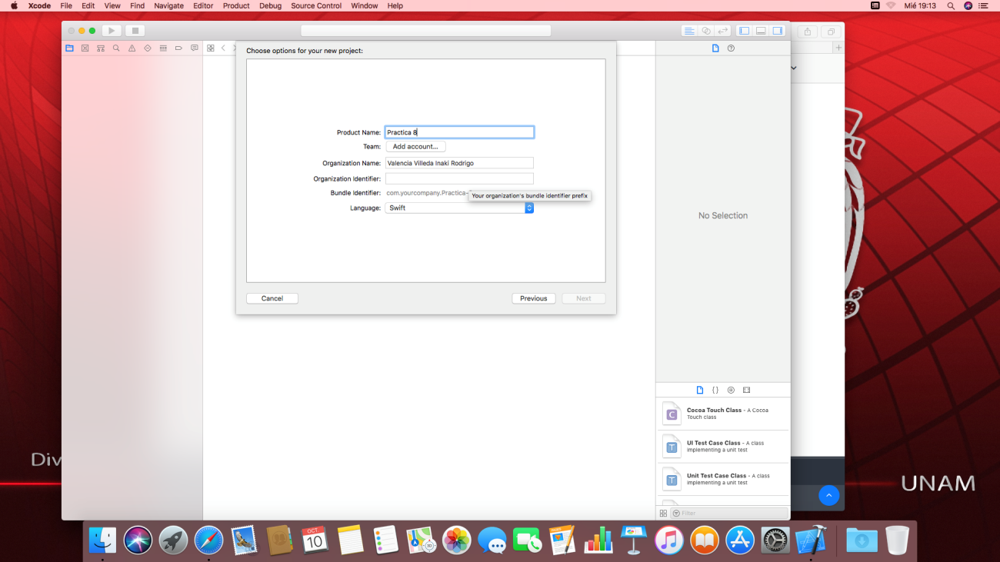 Xcode File Edit View Find Navigate Editor Product Debug Source Control Window Help Mié 19:13
Choose options for your new project:
Product Name: Practica 8
Team: Add account...
Organization Name: Valencia Villeda Inaki Rodrigo
Organization Identifier:
Bundle Identifier: com.yourcompany.Practica-
Your organization's bundle identifier prefix
Language: Swift
Cancel Previous Next
No Selection
Cocoa Touch Class - A Cocoa
Touch class
UI Test Case Class - A class
implementing a unit test
Unit Test Case Class - A class
implementing a unit test
Filter
Div
UNAM
OCT
10
3D